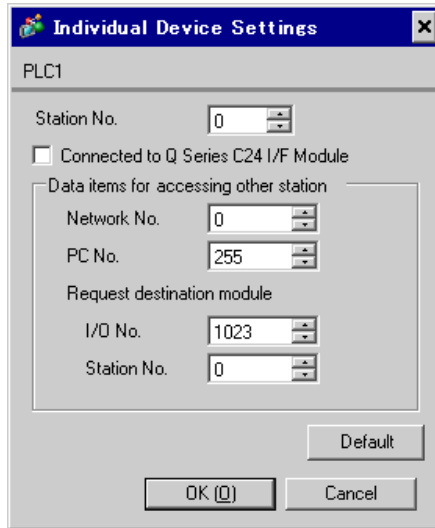 Individual Device Settings
PLC1
Station No. 0
Connected to Q Series C24 I/F Module
Data items for accessing other station
Network No. 0
PC No. 255
Request destination module
I/O No. 1023
Station No. 0
Default
OK (O) Cancel